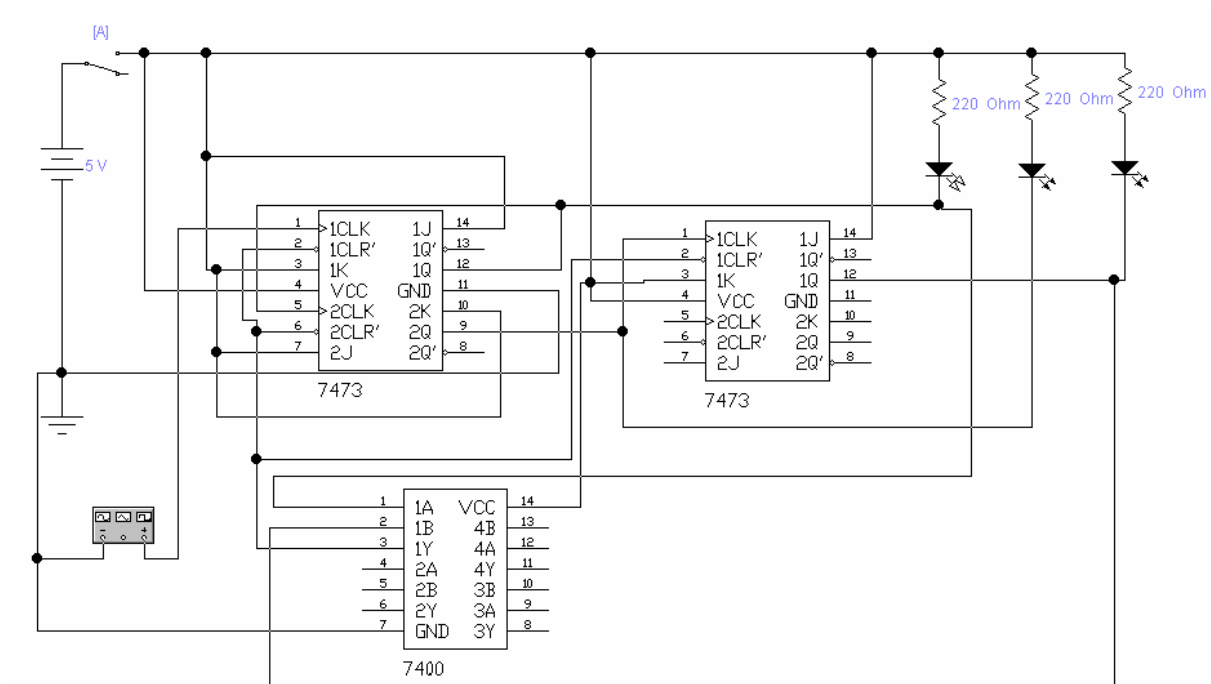 [A]
220 Ohm
220 Ohm
220 Ohm
5 V
1 1CLK 1J 14
2 1CLR' 1Q' 13
3 1K 1Q 12
4 VCC GND 11
5 2CLK 2K 10
6 2CLR' 2Q 9
7 2J 2Q' 8
7473
1 1CLK 1J 14
2 1CLR' 1Q' 13
3 1K 1Q 12
4 VCC GND 11
5 2CLK 2K 10
6 2CLR' 2Q 9
7 2J 2Q' 8
7473
1 1A VCC 14
2 1B 4B 13
3 1Y 4A 12
4 2A 4Y 11
5 2B 3B 10
6 2Y 3A 9
7 GND 3Y 8
7400